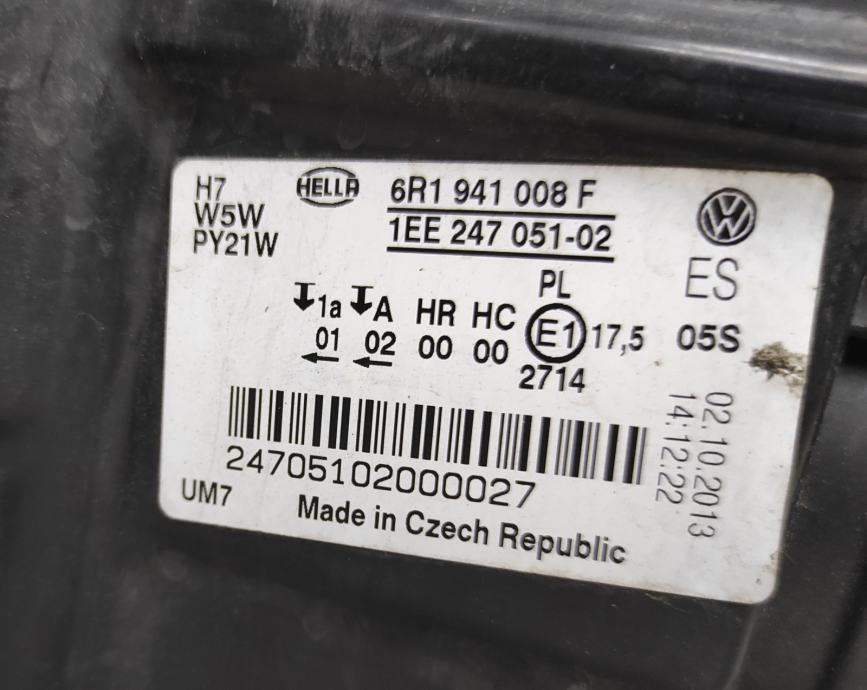 H7
W5W
PY21W
HELLA
6R1 941 008 F
1EE 247 051-02
VW
ES
PL
1a A HR HC E1 17,5 05S
01 02 00 00
2714
02.10.2013
14:12:22
24705102000027
UM7
Made in Czech Republic